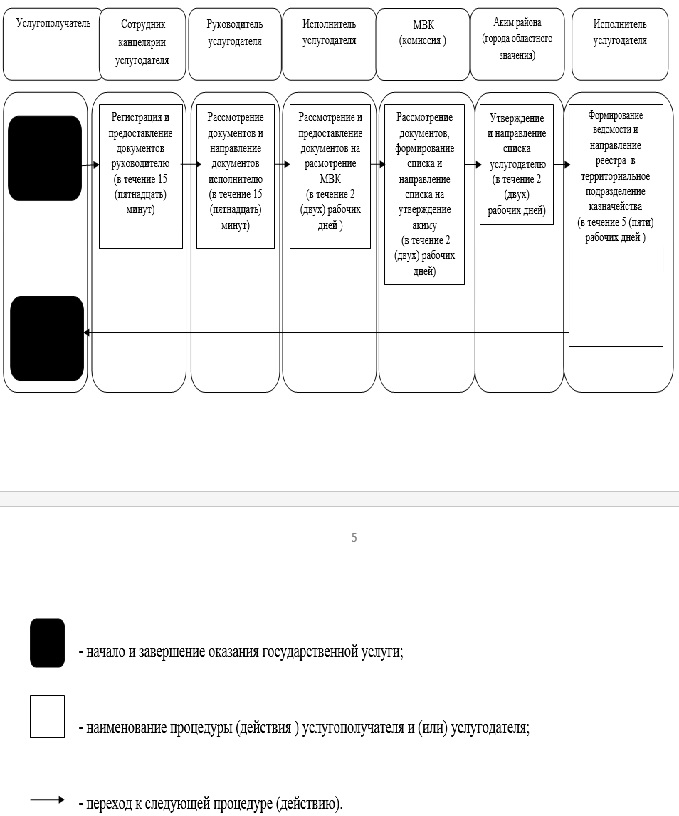 Услугополучатель
Сотрудник
канцелярии
услугодателя
Руководитель
услугодателя
Исполнитель
услугодателя
МВК
(комиссия )
Аким района
(города областного
значения)
Исполнитель
услугодателя
Регистрация и
предоставление
документов
руководителю
(в течение 15
(пятнадцать)
минут)
Рассмотрение
документов и
направление
документов
исполнителю
(в течение 15
(пятнадцать)
минут)
Рассмотрение и
предоставление
документов на
расмотрение
МВК
(в течение 2
(двух) рабочих
дней )
Рассмотрение
документов,
формирование
списка и
направление
списка на
утверждение
акиму
(в течение 2
(двух) рабочих
дней)
Утверждение
и направление
списка
услугодателю
(в течение 2
(двух)
рабочих дней)
Формирование
ведомости и
направление
реестра в
территориальное
подразделение
казначейства
(в течение 5 (пяти)
рабочих дней )
5
- начало и завершение оказания государственной услуги;
- наименование процедуры (действия ) услугополучателя и (или) услугодателя;
- переход к следующей процедуре (действию).